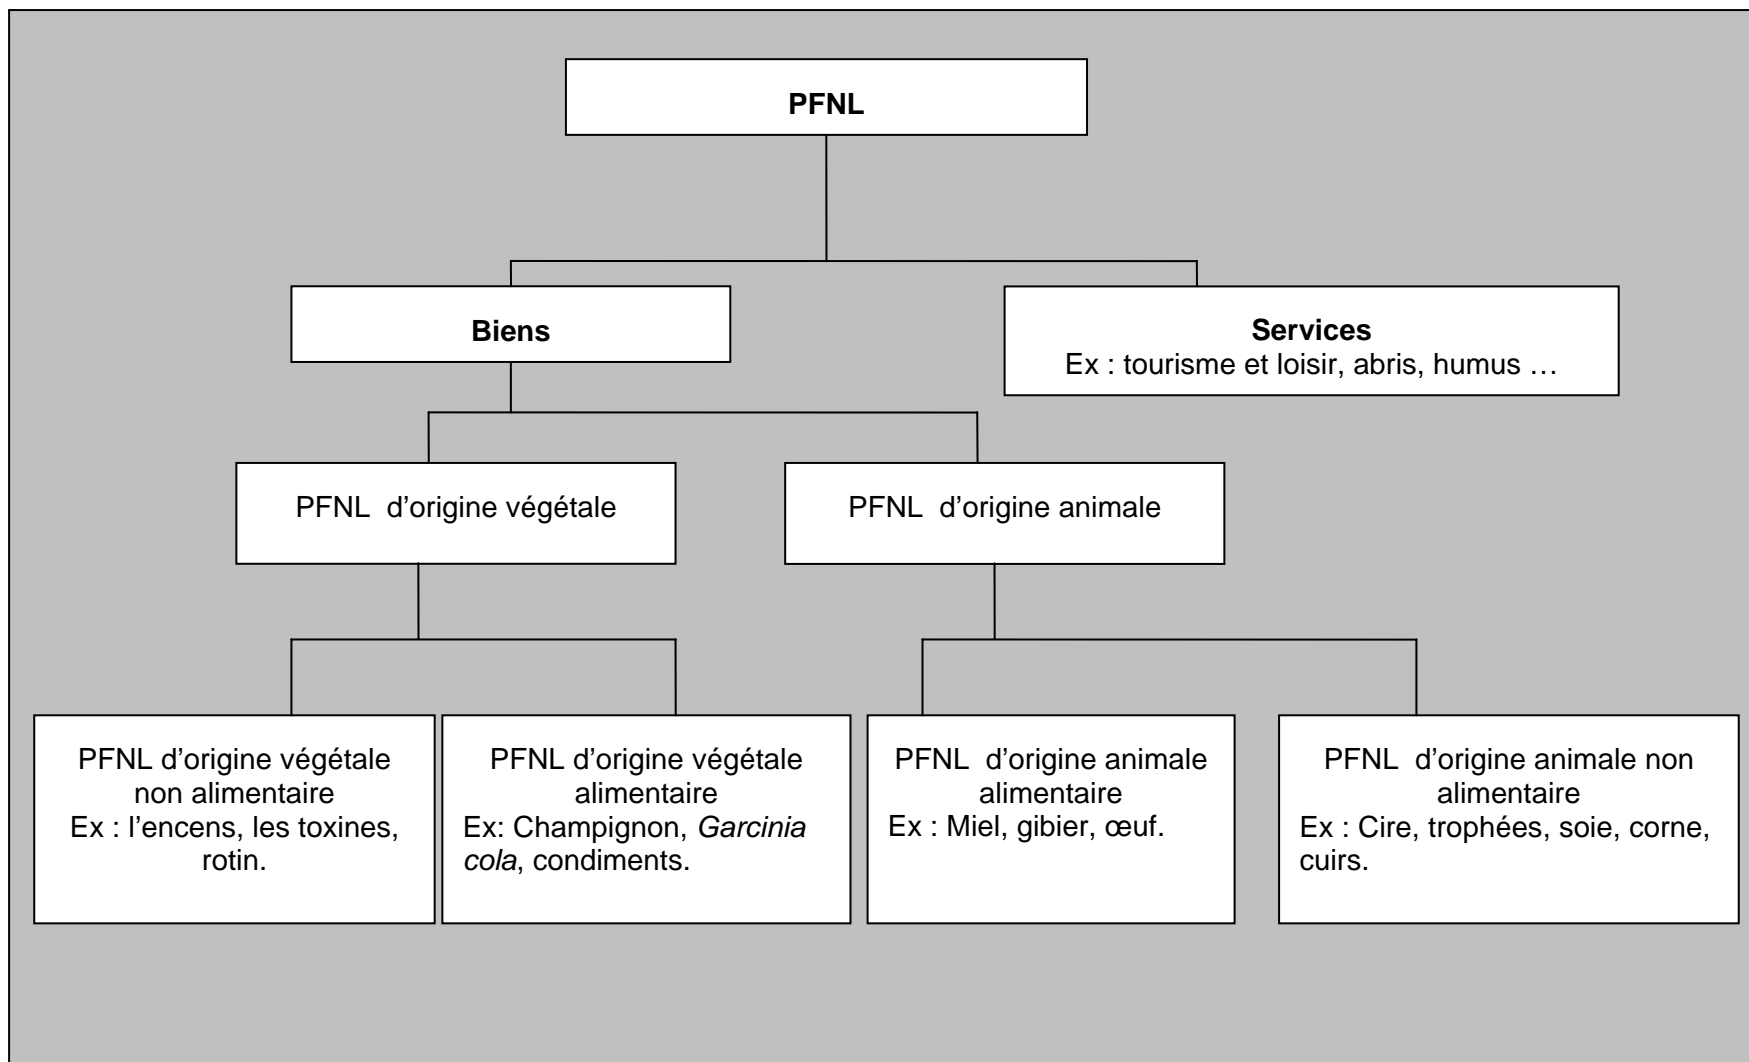 PFNL
Biens
Services
Ex : tourisme et loisir, abris, humus …
PFNL d’origine végétale
PFNL d’origine animale
PFNL d’origine végétale
non alimentaire
Ex : l’encens, les toxines,
rotin.
PFNL d’origine végétale
alimentaire
Ex: Champignon, Garcinia
cola, condiments.
PFNL d’origine animale
alimentaire
Ex : Miel, gibier, œuf.
PFNL d’origine animale non
alimentaire
Ex : Cire, trophées, soie, corne,
cuirs.